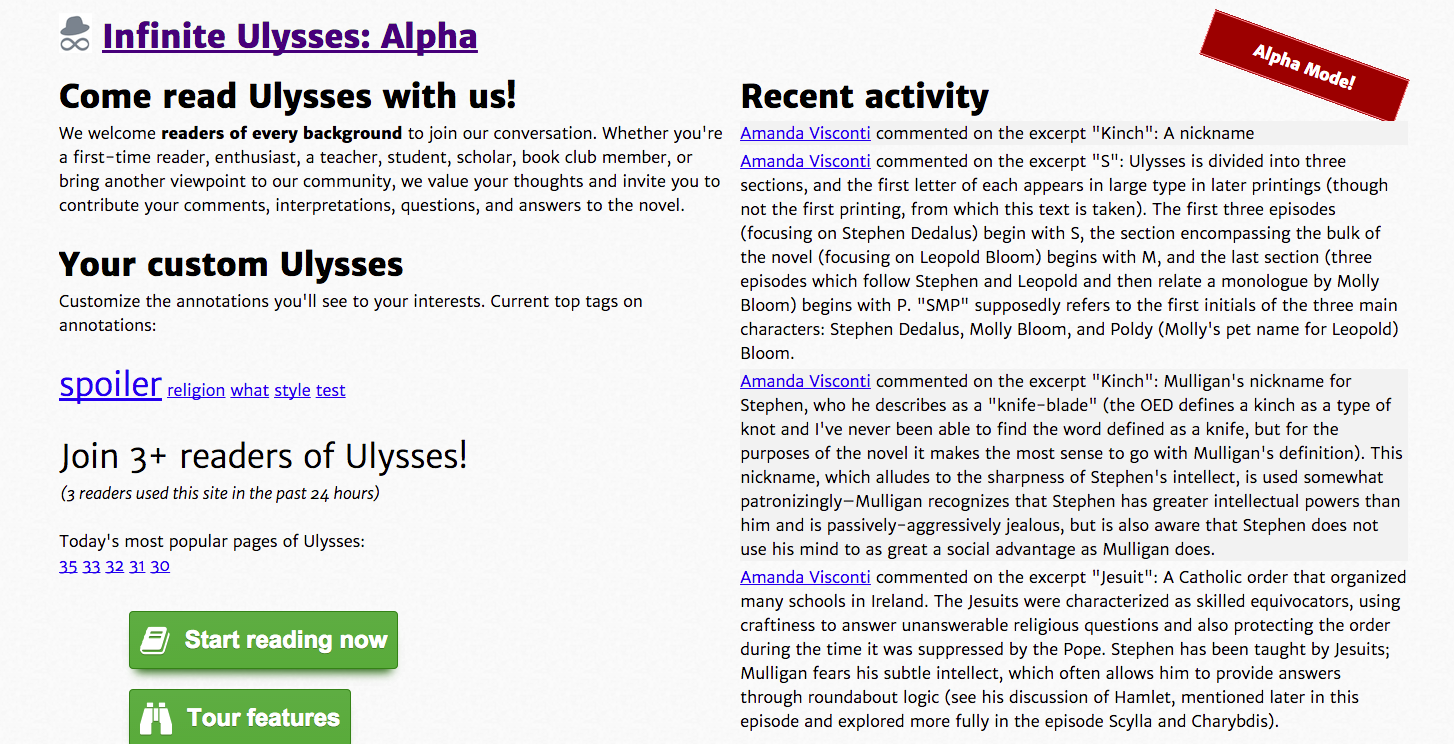 Infinite Ulysses: Alpha
Alpha Mode!
Come read Ulysses with us!
We welcome readers of every background to join our conversation. Whether you're
a first-time reader, enthusiast, a teacher, student, scholar, book club member, or
bring another viewpoint to our community, we value your thoughts and invite you to
contribute your comments, interpretations, questions, and answers to the novel.
Your custom Ulysses
Customize the annotations you'll see to your interests. Current top tags on
annotations:
spoiler religion what style test
Join 3+ readers of Ulysses!
(3 readers used this site in the past 24 hours)
Today's most popular pages of Ulysses:
35 33 32 31 30
Start reading now
Tour features
Recent activity
Amanda Visconti commented on the excerpt "Kinch": A nickname
Amanda Visconti commented on the excerpt "S": Ulysses is divided into three
sections, and the first letter of each appears in large type in later printings (though
not the first printing, from which this text is taken). The first three episodes
(focusing on Stephen Dedalus) begin with S, the section encompassing the bulk of
the novel (focusing on Leopold Bloom) begins with M, and the last section (three
episodes which follow Stephen and Leopold and then relate a monologue by Molly
Bloom) begins with P. "SMP" supposedly refers to the first initials of the three main
characters: Stephen Dedalus, Molly Bloom, and Poldy (Molly's pet name for Leopold)
Bloom.
Amanda Visconti commented on the excerpt "Kinch": Mulligan's nickname for
Stephen, who he describes as a "knife-blade" (the OED defines a kinch as a type of
knot and I've never been able to find the word defined as a knife, but for the
purposes of the novel it makes the most sense to go with Mulligan's definition). This
nickname, which alludes to the sharpness of Stephen's intellect, is used somewhat
patronizingly—Mulligan recognizes that Stephen has greater intellectual powers than
him and is passively-aggressively jealous, but is also aware that Stephen does not
use his mind to as great a social advantage as Mulligan does.
Amanda Visconti commented on the excerpt "Jesuit": A Catholic order that organized
many schools in Ireland. The Jesuits were characterized as skilled equivocators, using
craftiness to answer unanswerable religious questions and also protecting the order
during the time it was suppressed by the Pope. Stephen has been taught by Jesuits;
Mulligan fears his subtle intellect, which often allows him to provide answers
through roundabout logic (see his discussion of Hamlet, mentioned later in this
episode and explored more fully in the episode Scylla and Charybdis).